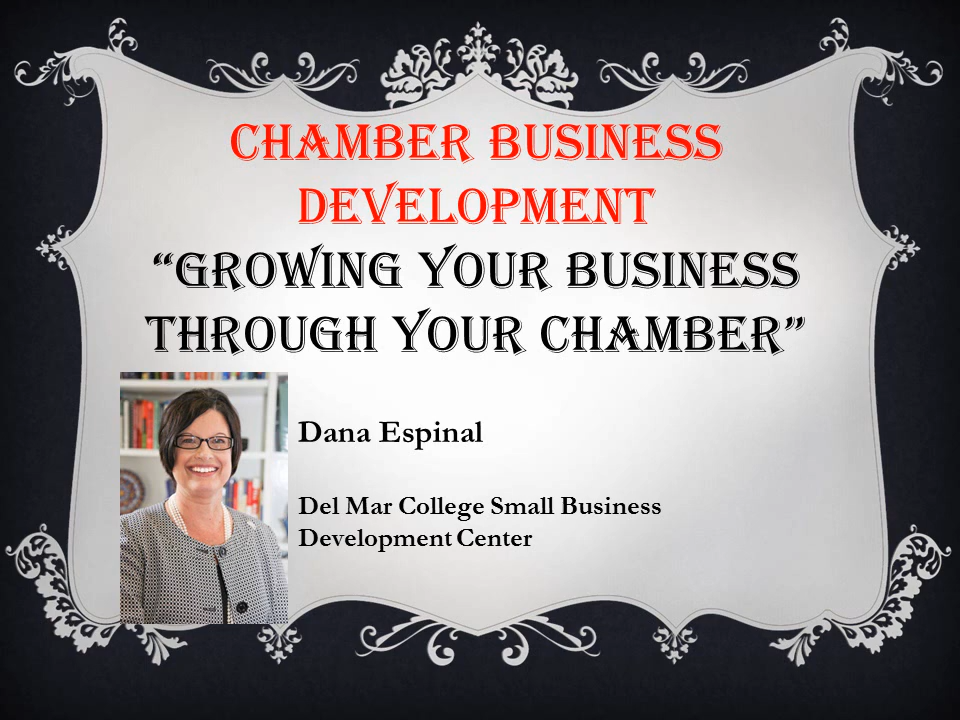 CHAMBER BUSINESS
DEVELOPMENT
“GROWING YOUR BUSINESS
THROUGH YOUR CHAMBER”
Dana Espinal
Del Mar College Small Business
Development Center